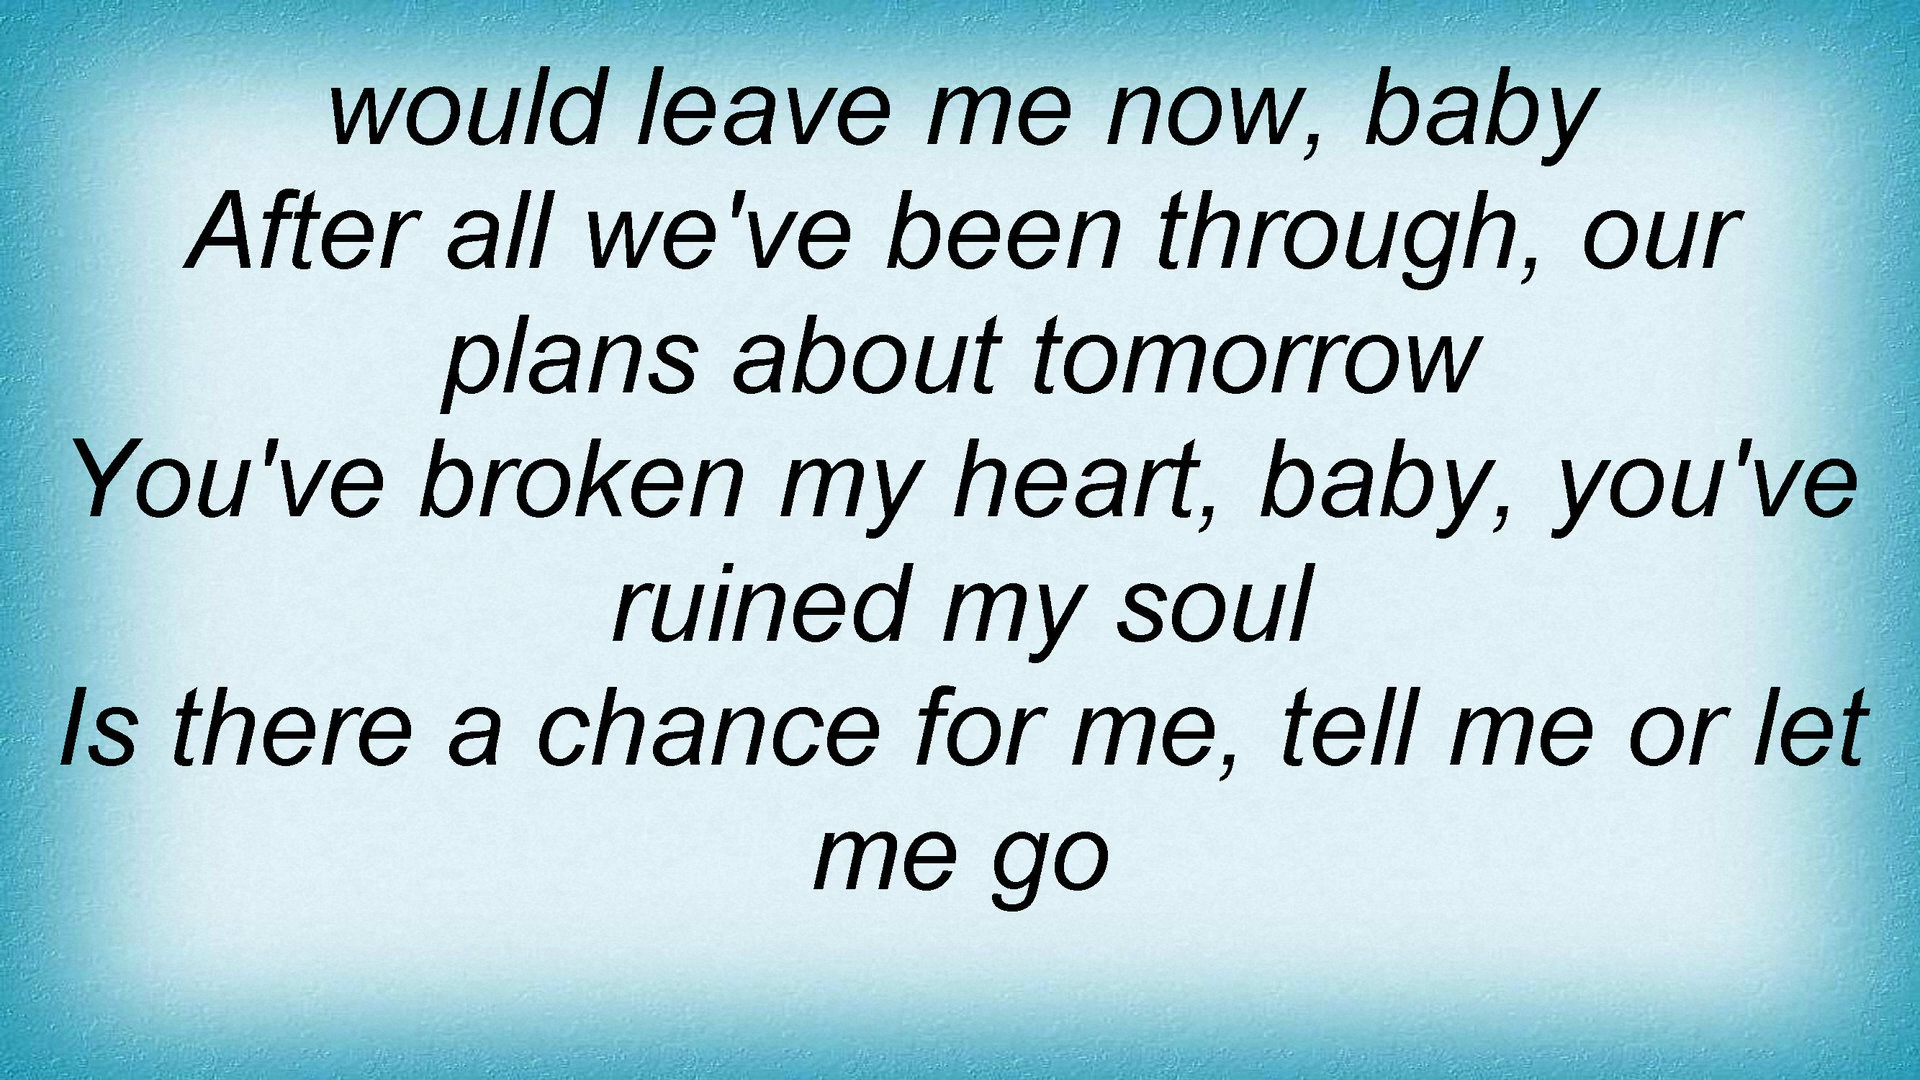 would leave me now, baby
After all we've been through, our
plans about tomorrow
You've broken my heart, baby, you've
ruined my soul
Is there a chance for me, tell me or let
me go